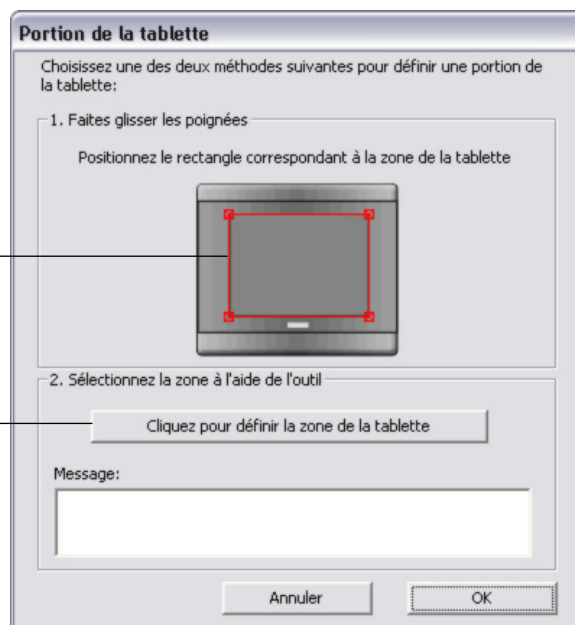 Portion de la tablette
Choisissez une des deux méthodes suivantes pour définir une portion de
la tablette:
1. Faites glisser les poignées
Positionnez le rectangle correspondant à la zone de la tablette
2. Sélectionnez la zone à l'aide de l'outil
Cliquez pour définir la zone de la tablette
Message:
Annuler
OK